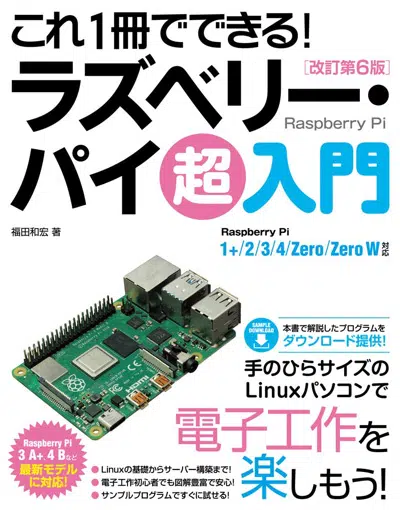 これ1冊でできる!
ラズベリー・
[改訂第6版]
Raspberry Pi
パイ超入門
福田和宏 著
Raspberry Pi
1+/2/3/4/Zero/Zero W 対応
SAMPLE DOWNLOAD
本書で解説したプログラムを
ダウンロード提供!
手のひらサイズの
Linuxパソコンで
電子工作を
楽しもう!
Raspberry Pi
3 A+、4 Bなど
最新モデル
に対応!
●Linuxの基礎からサーバー構築まで!
●電子工作初心者でも図解豊富で安心!
●サンプルプログラムですぐに試せる!
HDMI